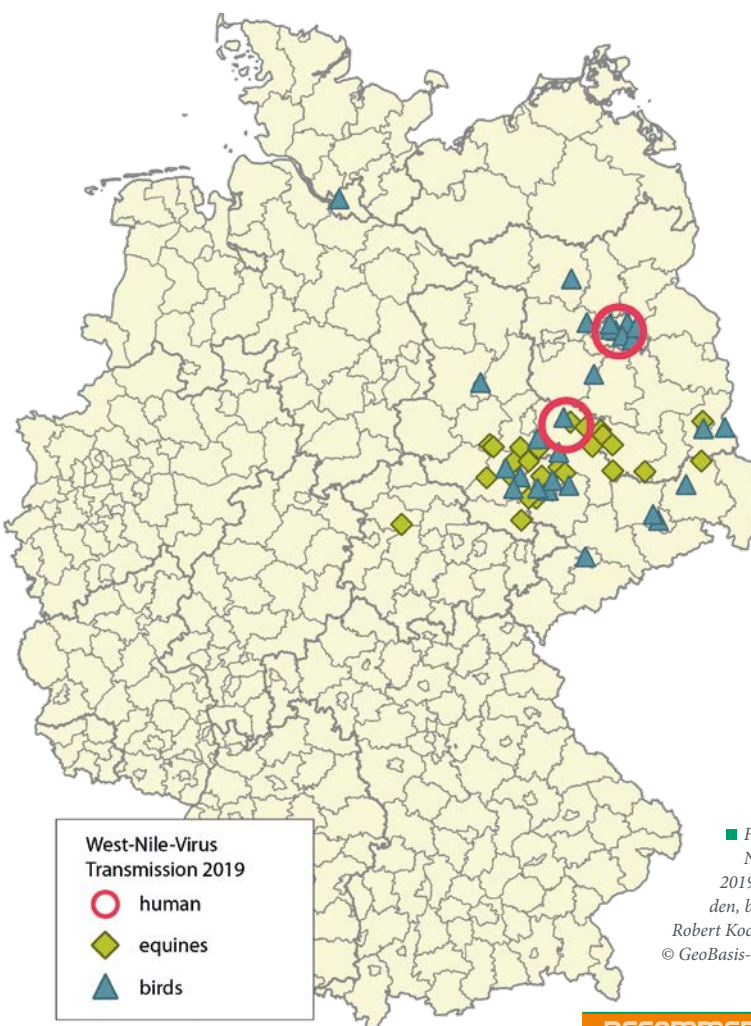 West-Nile-Virus
Transmission 2019
human
equines
birds
2019
den, b
Robert Koc
© GeoBasis-